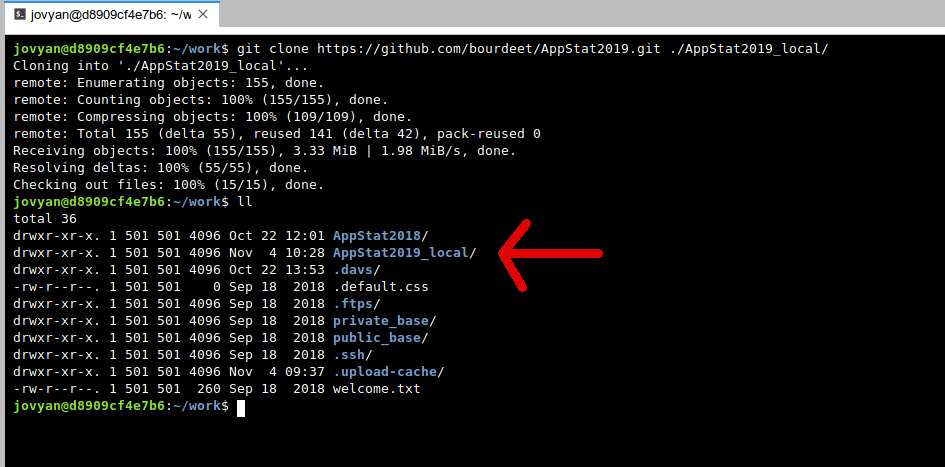 jovyan@d8909cf4e7b6: ~/w
jovyan@d8909cf4e7b6:~/work$ git clone https://github.com/bourdeet/AppStat2019.git ./AppStat2019_local/
Cloning into './AppStat2019_local'...
remote: Enumerating objects: 155, done.
remote: Counting objects: 100% (155/155), done.
remote: Compressing objects: 100% (109/109), done.
remote: Total 155 (delta 55), reused 141 (delta 42), pack-reused 0
Receiving objects: 100% (155/155), 3.33 MiB | 1.98 MiB/s, done.
Resolving deltas: 100% (55/55), done.
Checking out files: 100% (15/15), done.
jovyan@d8909cf4e7b6:~/work$ ll
total 36
drwxr-xr-x. 1 501 501 4096 Oct 22 12:01 AppStat2018/
drwxr-xr-x. 1 501 501 4096 Nov  4 10:28 AppStat2019_local/
drwxr-xr-x. 1 501 501 4096 Oct 22 13:53 .davs/
-rw-r--r--. 1 501 501    0 Sep 18  2018 .default.css
drwxr-xr-x. 1 501 501 4096 Sep 18  2018 .ftps/
drwxr-xr-x. 1 501 501 4096 Sep 18  2018 private_base/
drwxr-xr-x. 1 501 501 4096 Sep 18  2018 public_base/
drwxr-xr-x. 1 501 501 4096 Sep 18  2018 .ssh/
drwxr-xr-x. 1 501 501 4096 Nov  4 09:37 .upload-cache/
-rw-r--r--. 1 501 501  260 Sep 18  2018 welcome.txt
jovyan@d8909cf4e7b6:~/work$